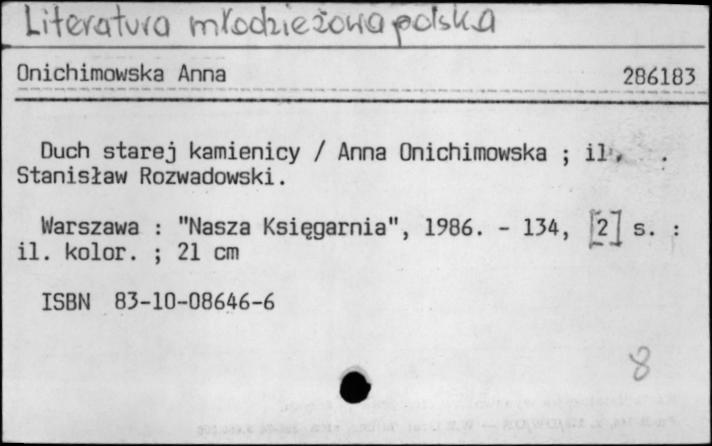 Literatura młodzieżowa polska
Onichimowska Anna 286183
Duch starej kamienicy / Anna Onichimowska ; il.
Stanisław Rozwadowski.
Warszawa : "Nasza Księgarnia", 1986. - 134, [2] s. :
il. kolor. ; 21 cm
ISBN 83-10-08646-6
8